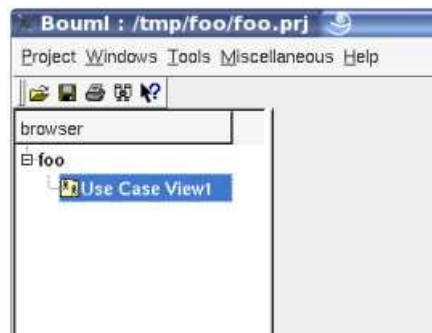 Bouml : /tmp/foo/foo.prj
Project Windows Tools Miscellaneous Help
browser
foo
Use Case View1